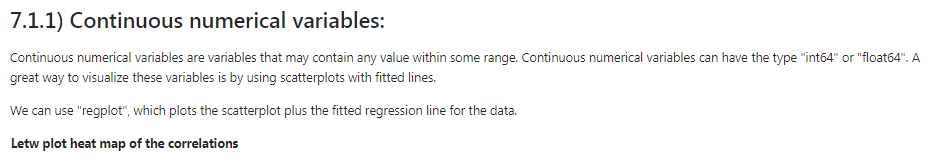 7.1.1) Continuous numerical variables:
Continuous numerical variables are variables that may contain any value within some range. Continuous numerical variables can have the type "int64" or "float64". A
great way to visualize these variables is by using scatterplots with fitted lines.
We can use "regplot", which plots the scatterplot plus the fitted regression line for the data.
Letw plot heat map of the correlations